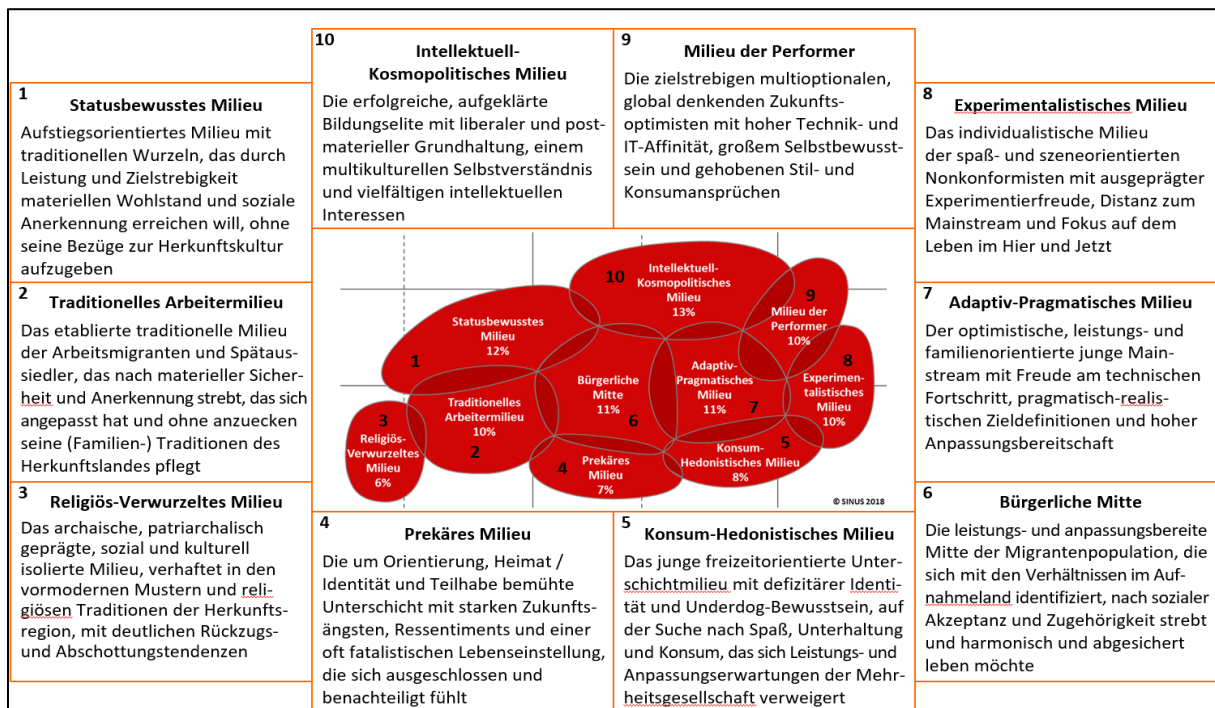 10
Intellektuell-
Kosmopolitisches Milieu
Die erfolgreiche, aufgeklärte
Bildungselite mit liberaler und post-
materieller Grundhaltung, einem
multikulturellen Selbstverständnis
und vielfältigen intellektuellen
Interessen
9
Milieu der Performer
Die zielstrebigen multioptionalen,
global denkenden Zukunfts-
optimisten mit hoher Technik- und
IT-Affinität, großem Selbstbewusst-
sein und gehobenen Stil- und
Konsumansprüchen
1
Statusbewusstes Milieu
Aufstiegsorientiertes Milieu mit
traditionellen Wurzeln, das durch
Leistung und Zielstrebigkeit
materiellen Wohlstand und soziale
Anerkennung erreichen will, ohne
seine Bezüge zur Herkunftskultur
aufzugeben
8
Experimentalistisches Milieu
Das individualistische Milieu
der spaß- und szeneorientierten
Nonkonformisten mit ausgeprägter
Experimentierfreude, Distanz zum
Mainstream und Fokus auf dem
Leben im Hier und Jetzt
2
Traditionelles Arbeitermilieu
Das etablierte traditionelle Milieu
der Arbeitsmigranten und Spätaus-
siedler, das nach materieller Sicher-
heit und Anerkennung strebt, das sich
angepasst hat und ohne anzuecken
seine (Familien-) Traditionen des
Herkunftslandes pflegt
10
Intellektuell-
Kosmopolitisches
Milieu
13%
9
Milieu der
Performer
10%
Statusbewusstes
Milieu
12%
1
8
Experimen-
talistisches
Milieu
10%
Adaptiv-
Pragmatisches
Milieu
11%
7
Bürgerliche
Mitte
11%
6
Traditionelles
Arbeitermilieu
10%
2
3
Religiös-
Verwurzeltes
Milieu
6%
4
Prekäres
Milieu
7%
5
Konsum-
Hedonistisches Milieu
8%
© SINUS 2018
7
Adaptiv-Pragmatisches Milieu
Der optimistische, leistungs- und
familienorientierte junge Main-
stream mit Freude am technischen
Fortschritt, pragmatisch-realis-
tischen Zieldefinitionen und hoher
Anpassungsbereitschaft
3
Religiös-Verwurzeltes Milieu
Das archaische, patriarchalisch
geprägte, sozial und kulturell
isolierte Milieu, verhaftet in den
vormodernen Mustern und reli-
giösen Traditionen der Herkunfts-
region, mit deutlichen Rückzugs-
und Abschottungstendenzen
4
Prekäres Milieu
Die um Orientierung, Heimat /
Identität und Teilhabe bemühte
Unterschicht mit starken Zukunfts-
ängsten, Ressentiments und einer
oft fatalistischen Lebenseinstellung,
die sich ausgeschlossen und
benachteiligt fühlt
5
Konsum-Hedonistisches Milieu
Das junge freizeitorientierte Unter-
schichtmilieu mit defizitärer Identi-
tät und Underdog-Bewusstsein, auf
der Suche nach Spaß, Unterhaltung
und Konsum, das sich Leistungs- und
Anpassungserwartungen der Mehr-
heitsgesellschaft verweigert
6
Bürgerliche Mitte
Die leistungs- und anpassungsbereite
Mitte der Migrantenpopulation, die
sich mit den Verhältnissen im Auf-
nahmeland identifiziert, nach sozialer
Akzeptanz und Zugehörigkeit strebt
und harmonisch und abgesichert
leben möchte